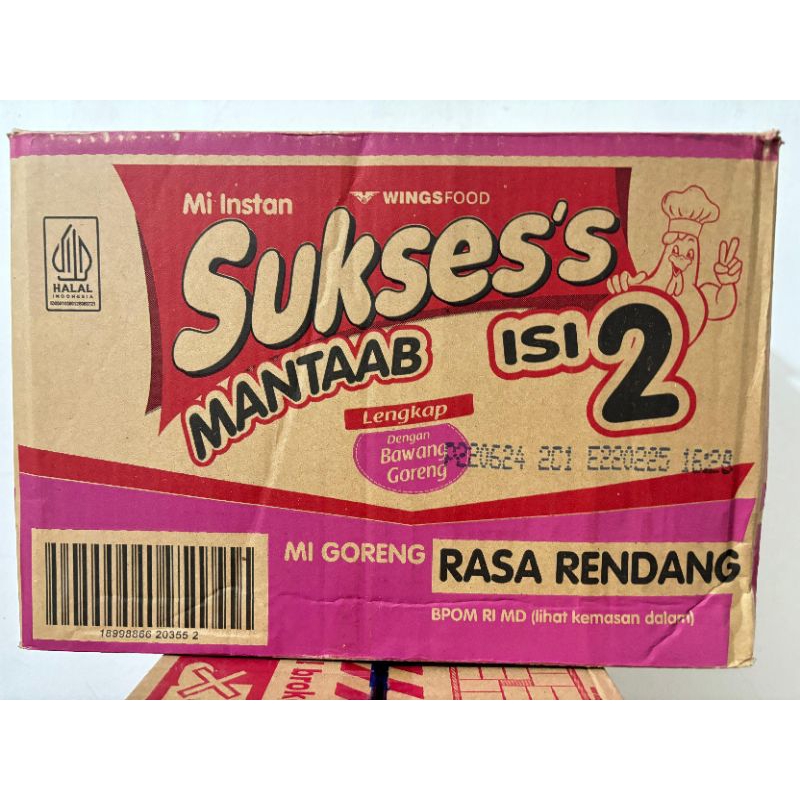 Mi Instan
WINGSFOOD
Sukses's
MANTAAB
ISI 2
HALAL
INDONESIA
Lengkap
Dengan
Bawang
Goreng
P220624 201 E220225 16:28
MI GORENG RASA RENDANG
BPOM RI MD (lihat kemasan dalam)
18998866 20355 2